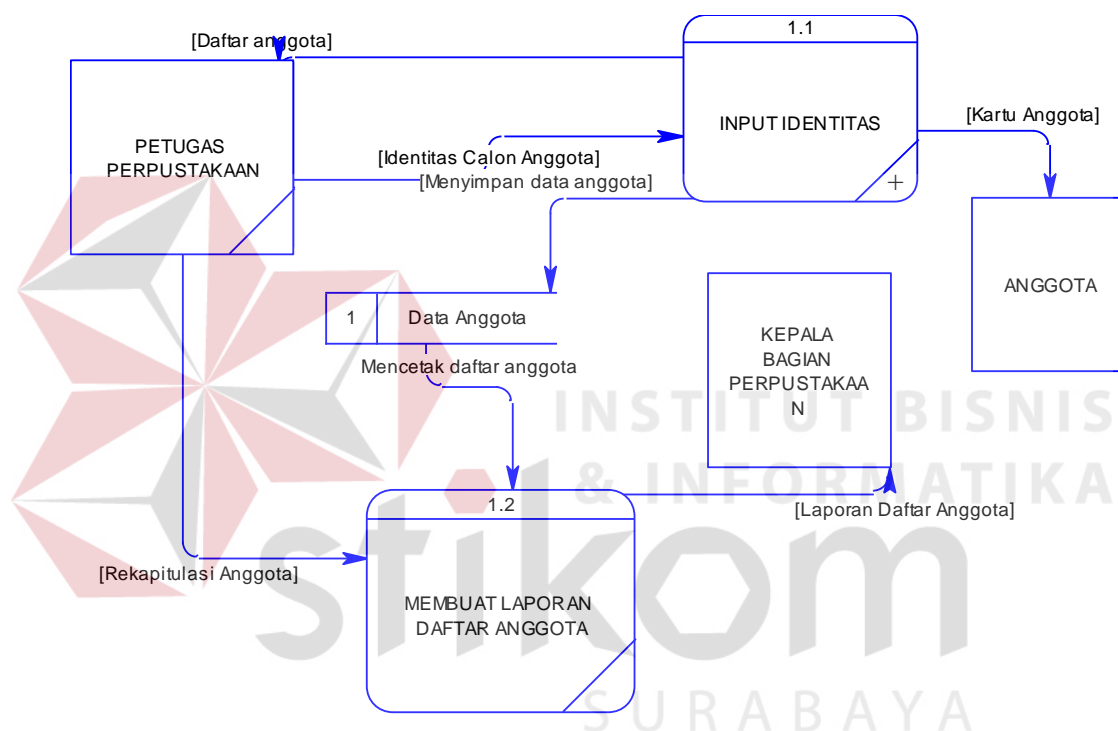 1.1
[Daftar anggota]
INPUT IDENTITAS
[Kartu Anggota]
PETUGAS
PERPUSTAKAAN
[Identitas Calon Anggota]
[Menyimpan data anggota]
+
ANGGOTA
1
Data Anggota
KEPALA
BAGIAN
PERPUSTAKAA
N
Mencetak daftar anggota
INSTITUT BISNIS
& INFORMATIKA
1.2
[Laporan Daftar Anggota]
stikom
[Rekapitulasi Anggota]
MEMBUAT LAPORAN
DAFTAR ANGGOTA
SURABAYA